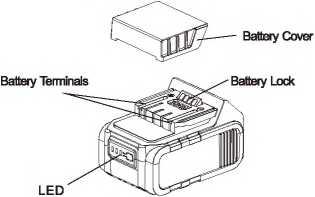 Battery Cover
Battery Terminals
Battery Lock
LED